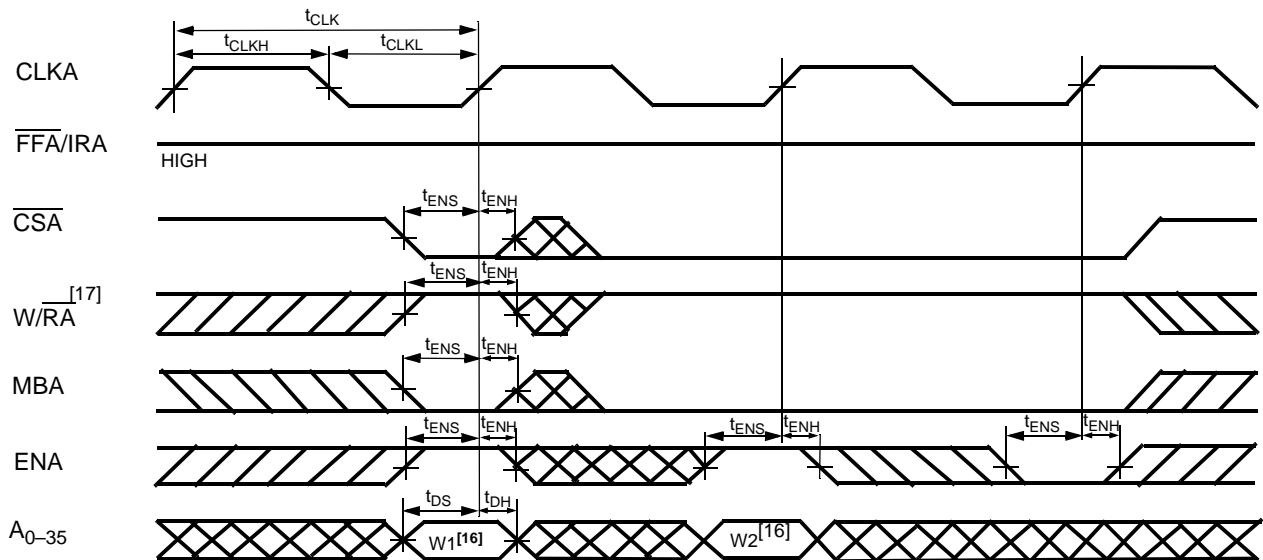 tCLK
tCLKH tCLKL
CLKA
FFA/IRA
HIGH
tENS tENH
CSA
tENS tENH
W/RA[17]
tENS tENH
MBA
tENS tENH tENS tENH tENS tENH
ENA
tDS tDH
A0–35 W1[16] W2[16]